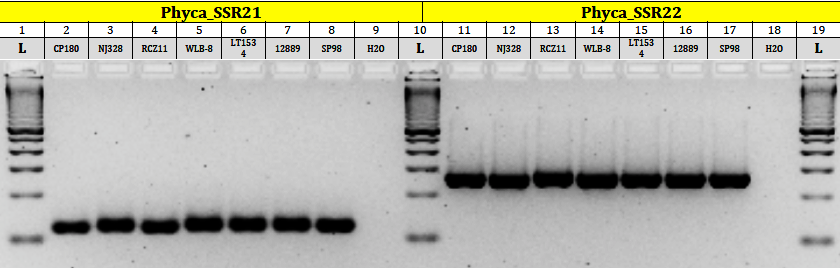 Phyca_SSR21 Phyca_SSR22
1 2 3 4 5 6 7 8 9 10 11 12 13 14 15 16 17 18 19
L CP180 NJ328 RCZ11 WLB-8 LT153 4 12889 SP98 H2O L CP180 NJ328 RCZ11 WLB-8 LT153 4 12889 SP98 H2O L